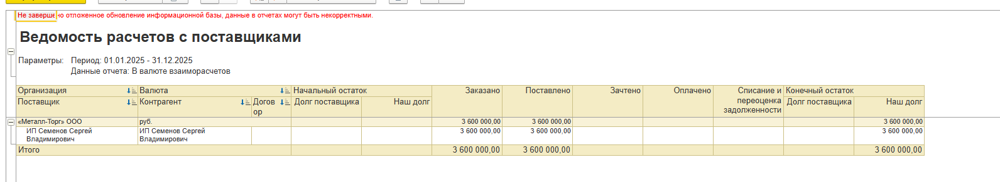 Не завершено отложенное обновление информационной базы, данные в отчетах могут быть некорректными.
Ведомость расчетов с поставщиками
Параметры: Период: 01.01.2025 - 31.12.2025
Данные отчета: В валюте взаиморасчетов
Организация Валюта Начальный остаток Заказано Поставлено Зачтено Оплачено Списание и переоценка задолженности Конечный остаток
Поставщик Контрагент Договор Долг поставщика Наш долг Долг поставщика Наш долг
«Металл-Торг» ООО руб. 3 600 000,00 3 600 000,00 3 600 000,00
ИП Семенов Сергей ИП Семенов Сергей 3 600 000,00 3 600 000,00 3 600 000,00
Владимирович Владимирович
Итого 3 600 000,00 3 600 000,00 3 600 000,00